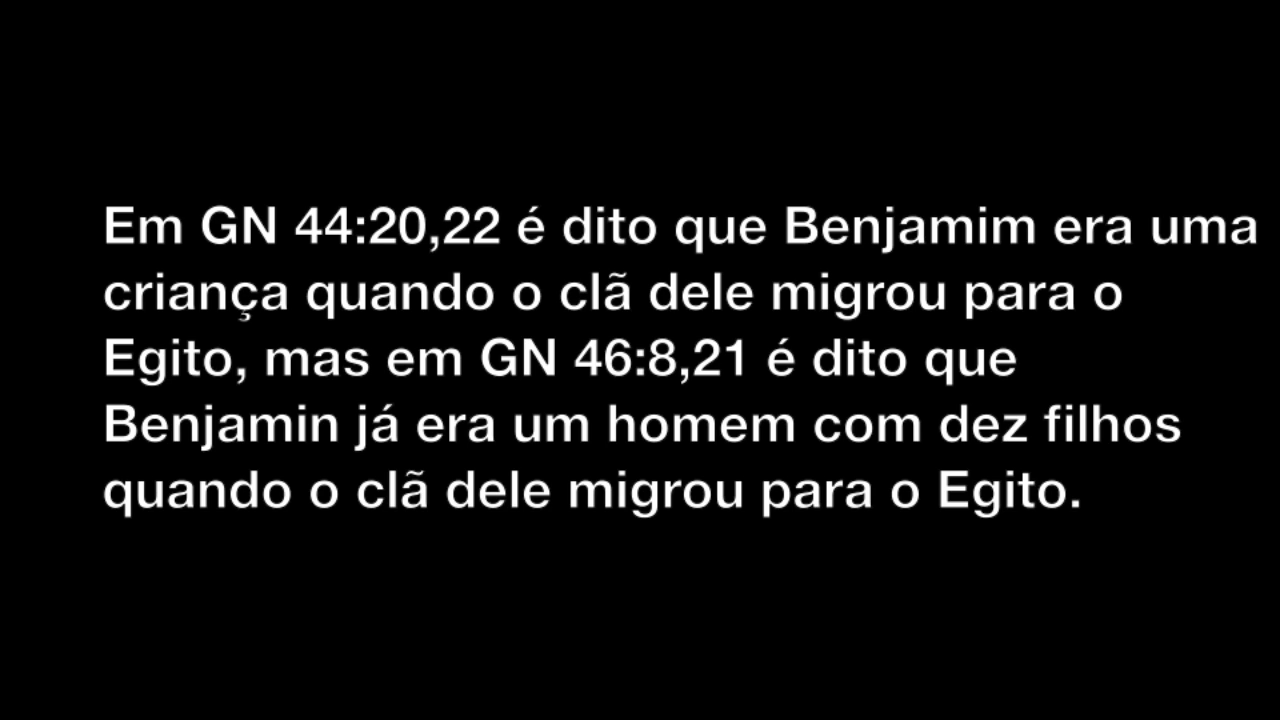 Em GN 44:20,22 é dito que Benjamim era uma
criança quando o clã dele migrou para o
Egito, mas em GN 46:8,21 é dito que
Benjamin já era um homem com dez filhos
quando o clã dele migrou para o Egito.